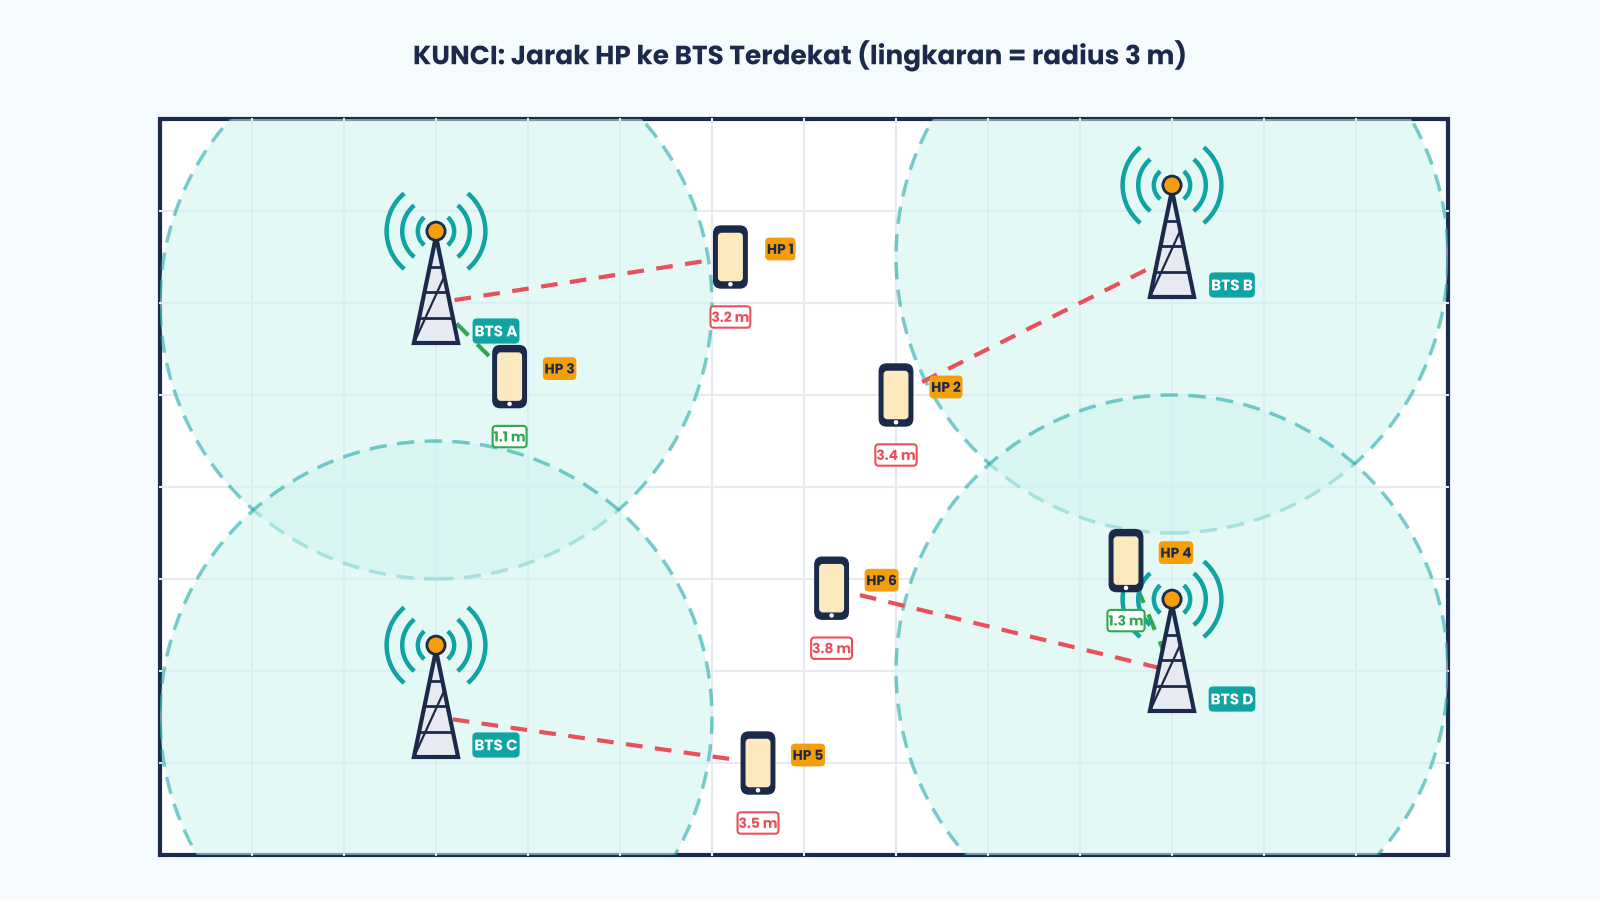 KUNCI: Jarak HP ke BTS Terdekat (lingkaran = radius 3 m)
HP 1
BTS B
3.2 m
BTS A
HP 3
HP 2
1.1 m
3.4 m
HP 4
HP 6
1.3 m
3.8 m
BTS D
BTS C
HP 5
3.5 m